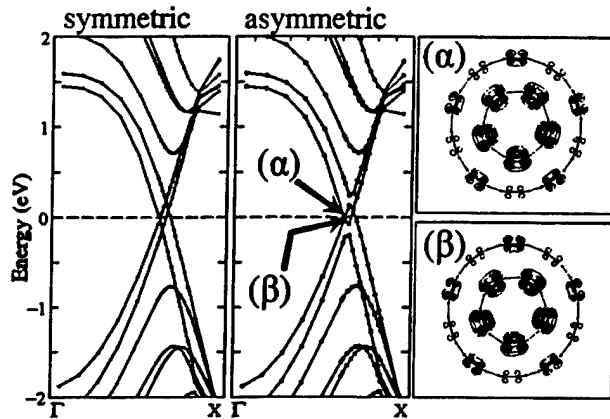 symmetric
asymmetric
Energy (eV)
2
1
0
−1
−2
Γ
X
Γ
X
(α)
(β)
(α)
(β)